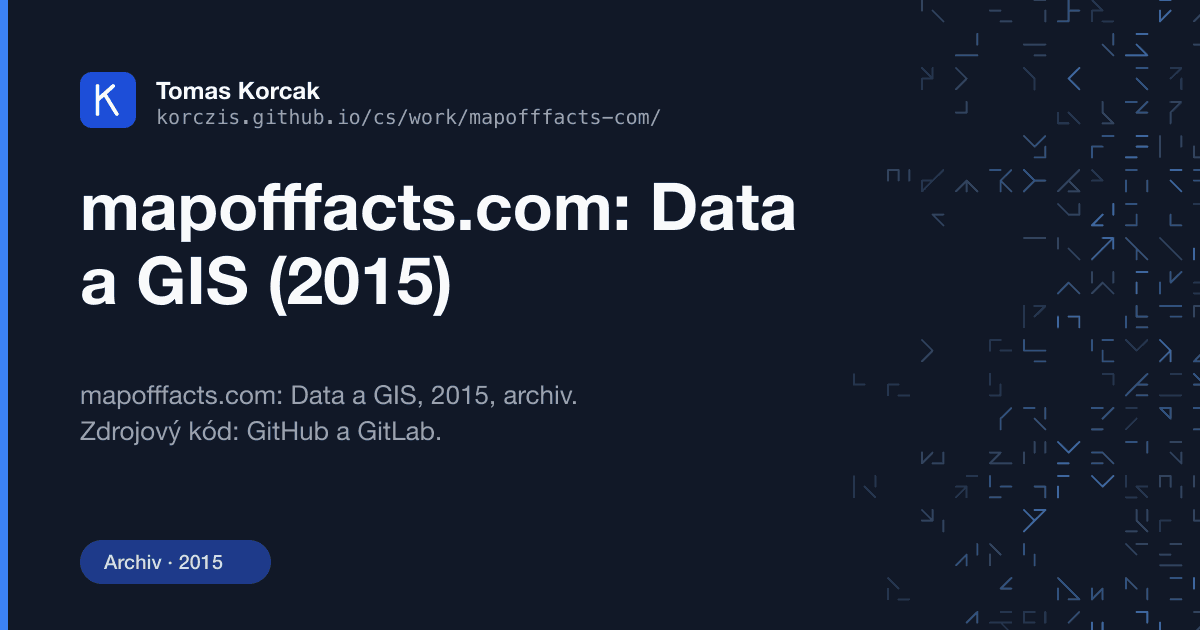 K
Tomas Korcak
korczis.github.io/cs/work/mapofffacts-com/
mapofffacts.com: Data
a GIS (2015)
mapofffacts.com: Data a GIS, 2015, archiv.
Zdrojový kód: GitHub a GitLab.
Archiv · 2015